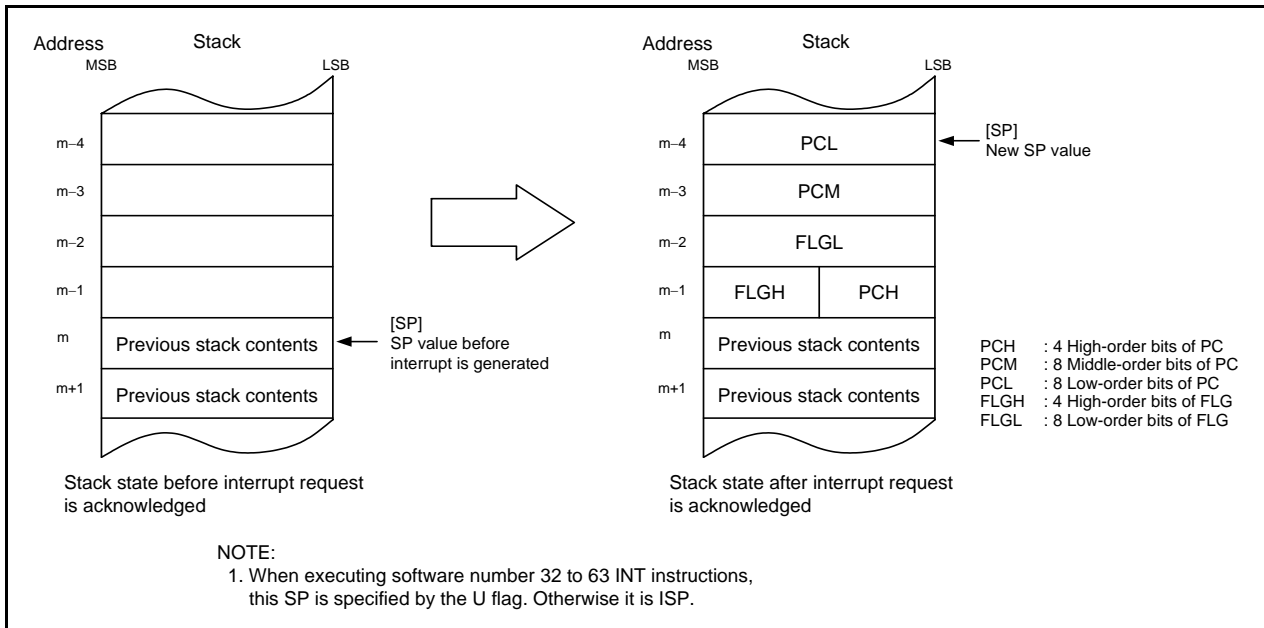 Address Stack
MSB LSB
m−4
m−3
m−2
m−1
m Previous stack contents
m+1 Previous stack contents
[SP]
SP value before
interrupt is generated
Stack state before interrupt request
is acknowledged
Address Stack
MSB LSB
m−4 PCL
m−3 PCM
m−2 FLGL
m−1 FLGH PCH
m Previous stack contents
m+1 Previous stack contents
[SP]
New SP value
PCH : 4 High-order bits of PC
PCM : 8 Middle-order bits of PC
PCL : 8 Low-order bits of PC
FLGH : 4 High-order bits of FLG
FLGL : 8 Low-order bits of FLG
Stack state after interrupt request
is acknowledged
NOTE:
1. When executing software number 32 to 63 INT instructions,
this SP is specified by the U flag. Otherwise it is ISP.